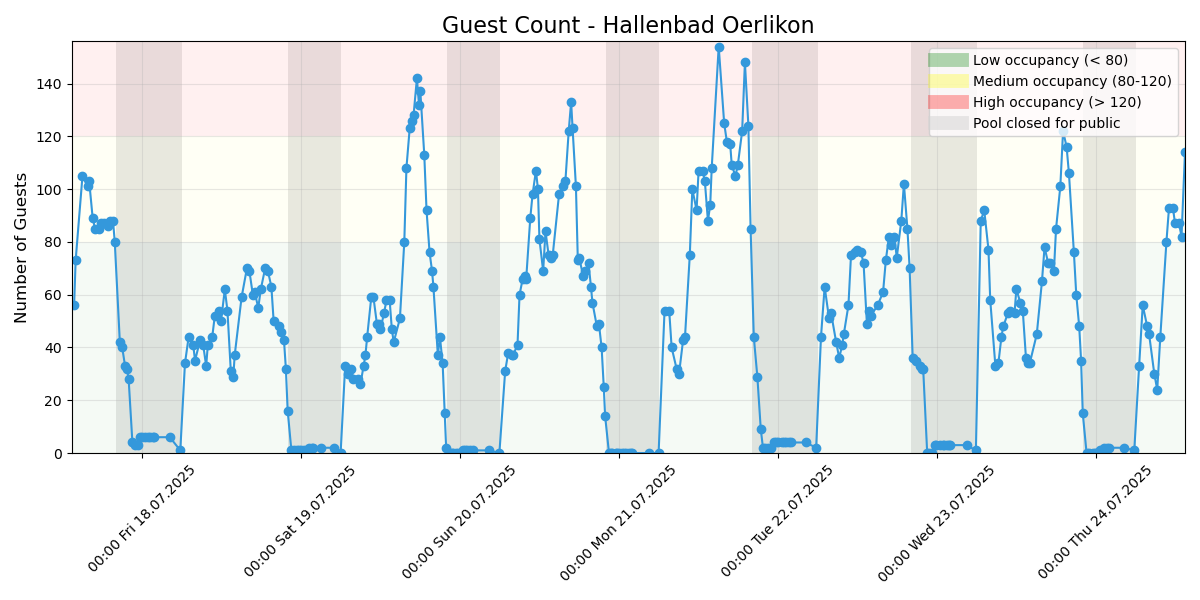 Guest Count - Hallenbad Oerlikon
Number of Guests
140
120
100
80
60
40
20
0
Low occupancy (< 80)
Medium occupancy (80-120)
High occupancy (> 120)
Pool closed for public
00:00 Fri 18.07.2025
00:00 Sat 19.07.2025
00:00 Sun 20.07.2025
00:00 Mon 21.07.2025
00:00 Tue 22.07.2025
00:00 Wed 23.07.2025
00:00 Thu 24.07.2025